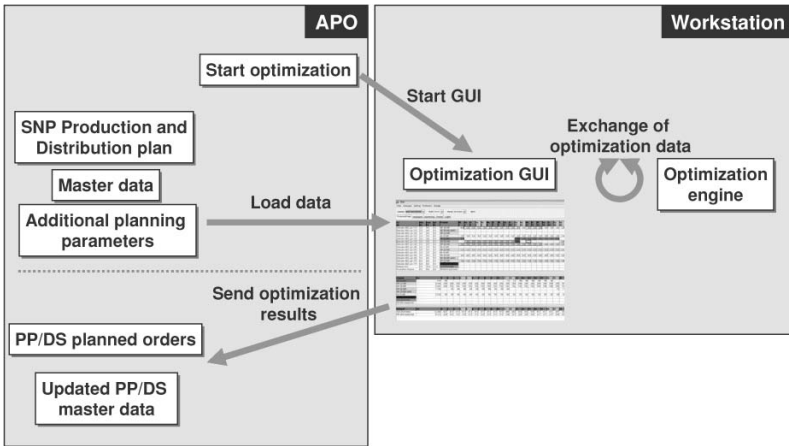 APO
Workstation
Start optimization
Start GUI
SNP Production and
Distribution plan
Master data
Additional planning
parameters
Load data
Exchange of
optimization data
Optimization GUI
Optimization
engine
Send optimization
results
PP/DS planned orders
Updated PP/DS
master data